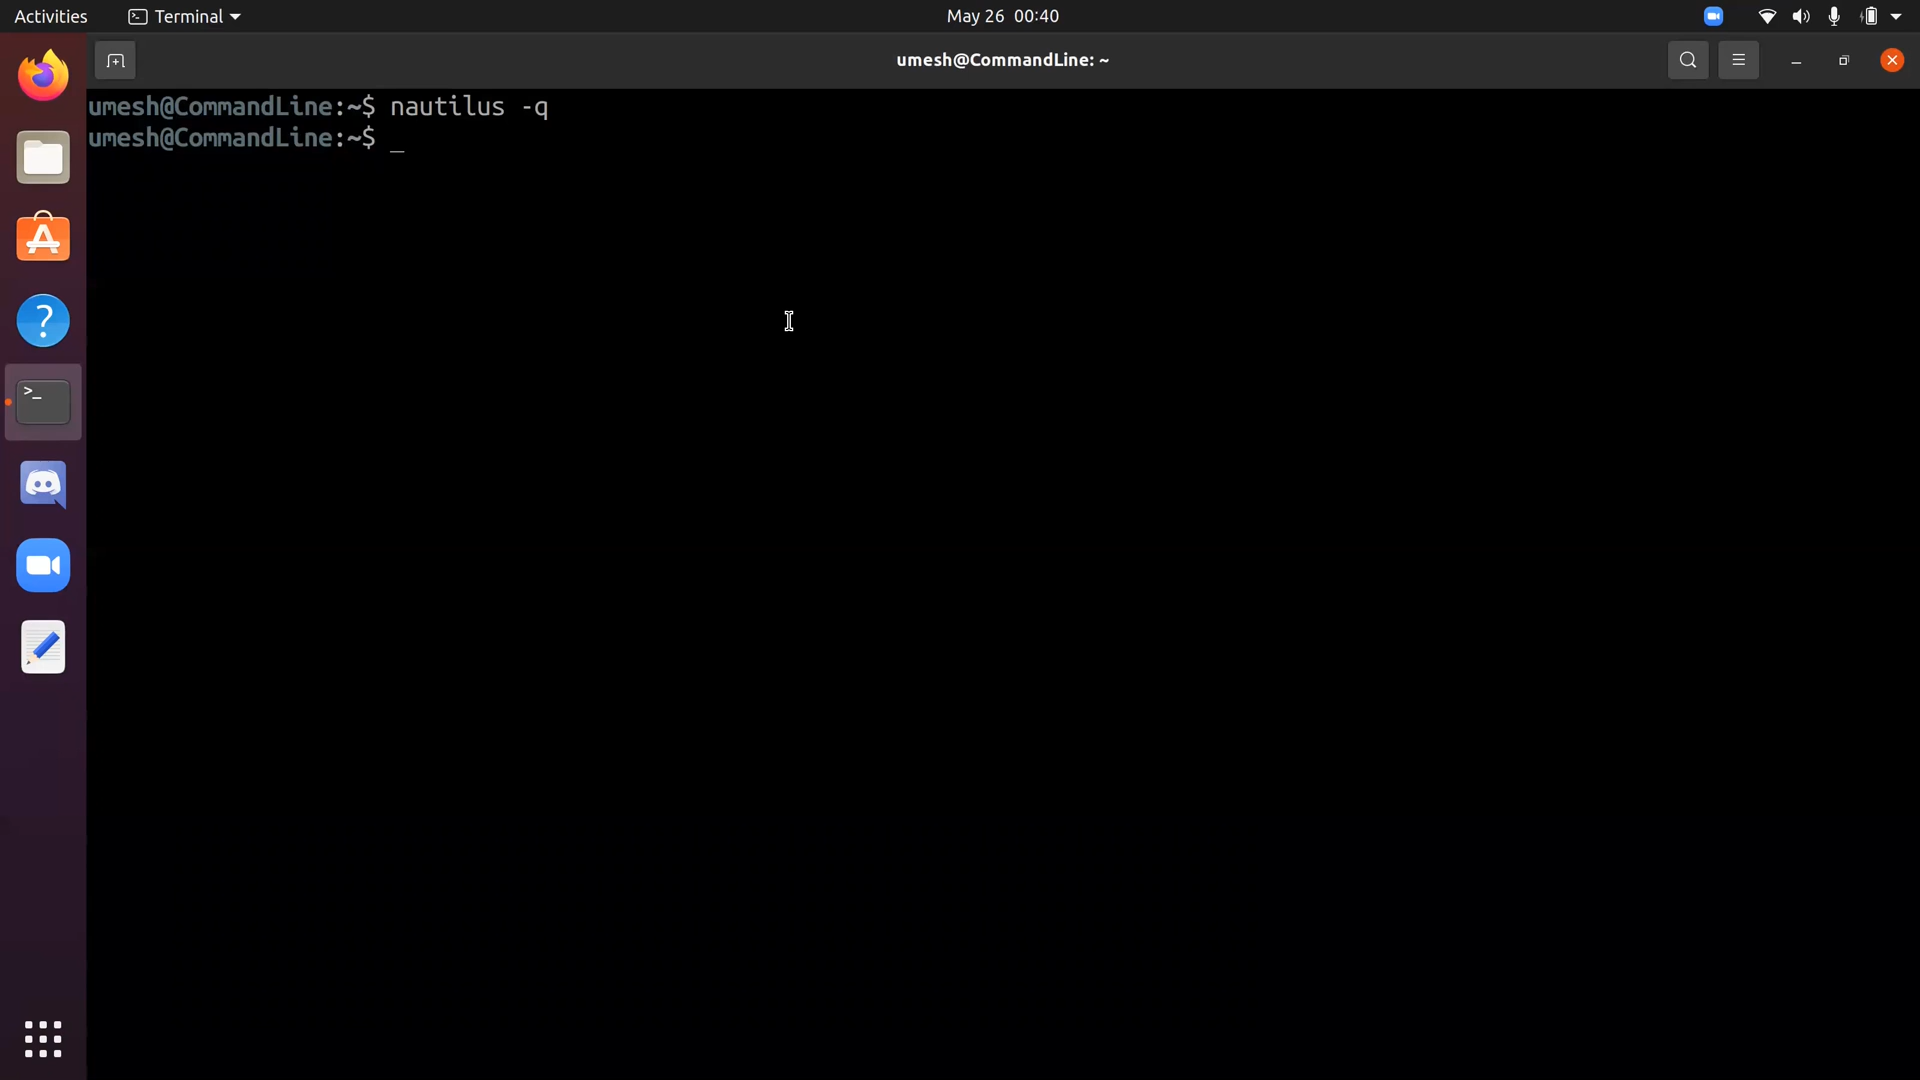 Activities Terminal May 26 00:40
umesh@CommandLine: ~
umesh@CommandLine:~$ nautilus -q
umesh@CommandLine:~$ _